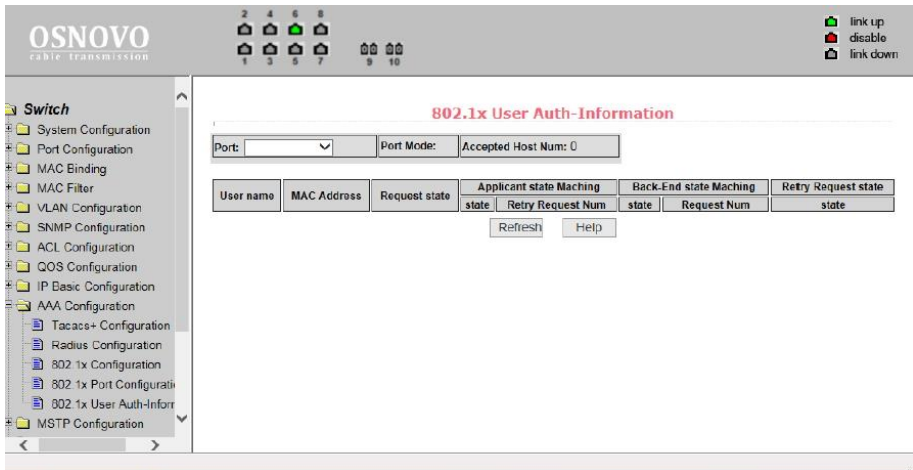 OSNOVO
cable transmission
2 4 6 8
1 3 5 7 9 10
link up
disable
link down
Switch
System Configuration
Port Configuration
MAC Binding
MAC Filter
VLAN Configuration
SNMP Configuration
ACL Configuration
QOS Configuration
IP Basic Configuration
AAA Configuration
Tacacs+ Configuration
Radius Configuration
802.1x Configuration
802.1x Port Configurati
802.1x User Auth-Inforr
MSTP Configuration
802.1x User Auth-Information
Port: Port Mode: Accepted Host Num: 0
User name MAC Address Request state Applicant state Maching Back-End state Maching Retry Request state
state Retry Request Num state Request Num state
Refresh Help